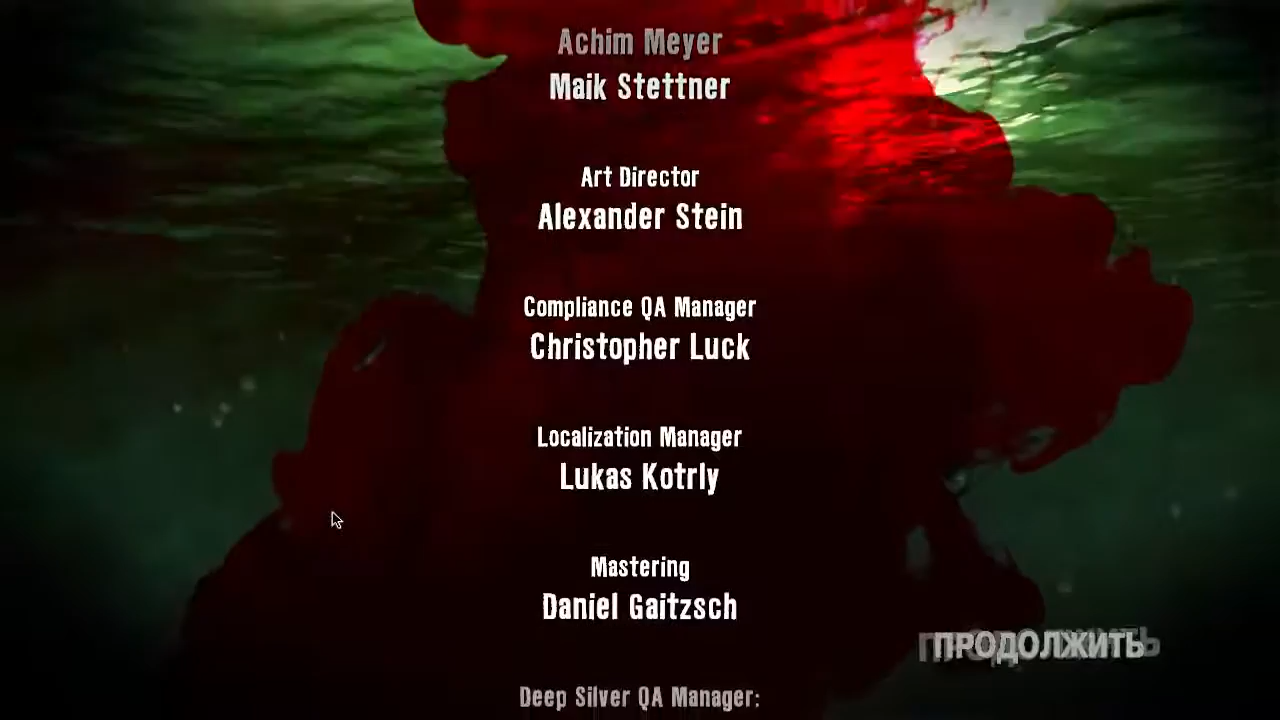 Achim Meyer
Maik Stettner
Art Director
Alexander Stein
Compliance QA Manager
Christopher Luck
Localization Manager
Lukas Kotrly
Mastering
Daniel Gaitzsch
ПРОДОЛЖИТЬ
Deep Silver QA Manager: